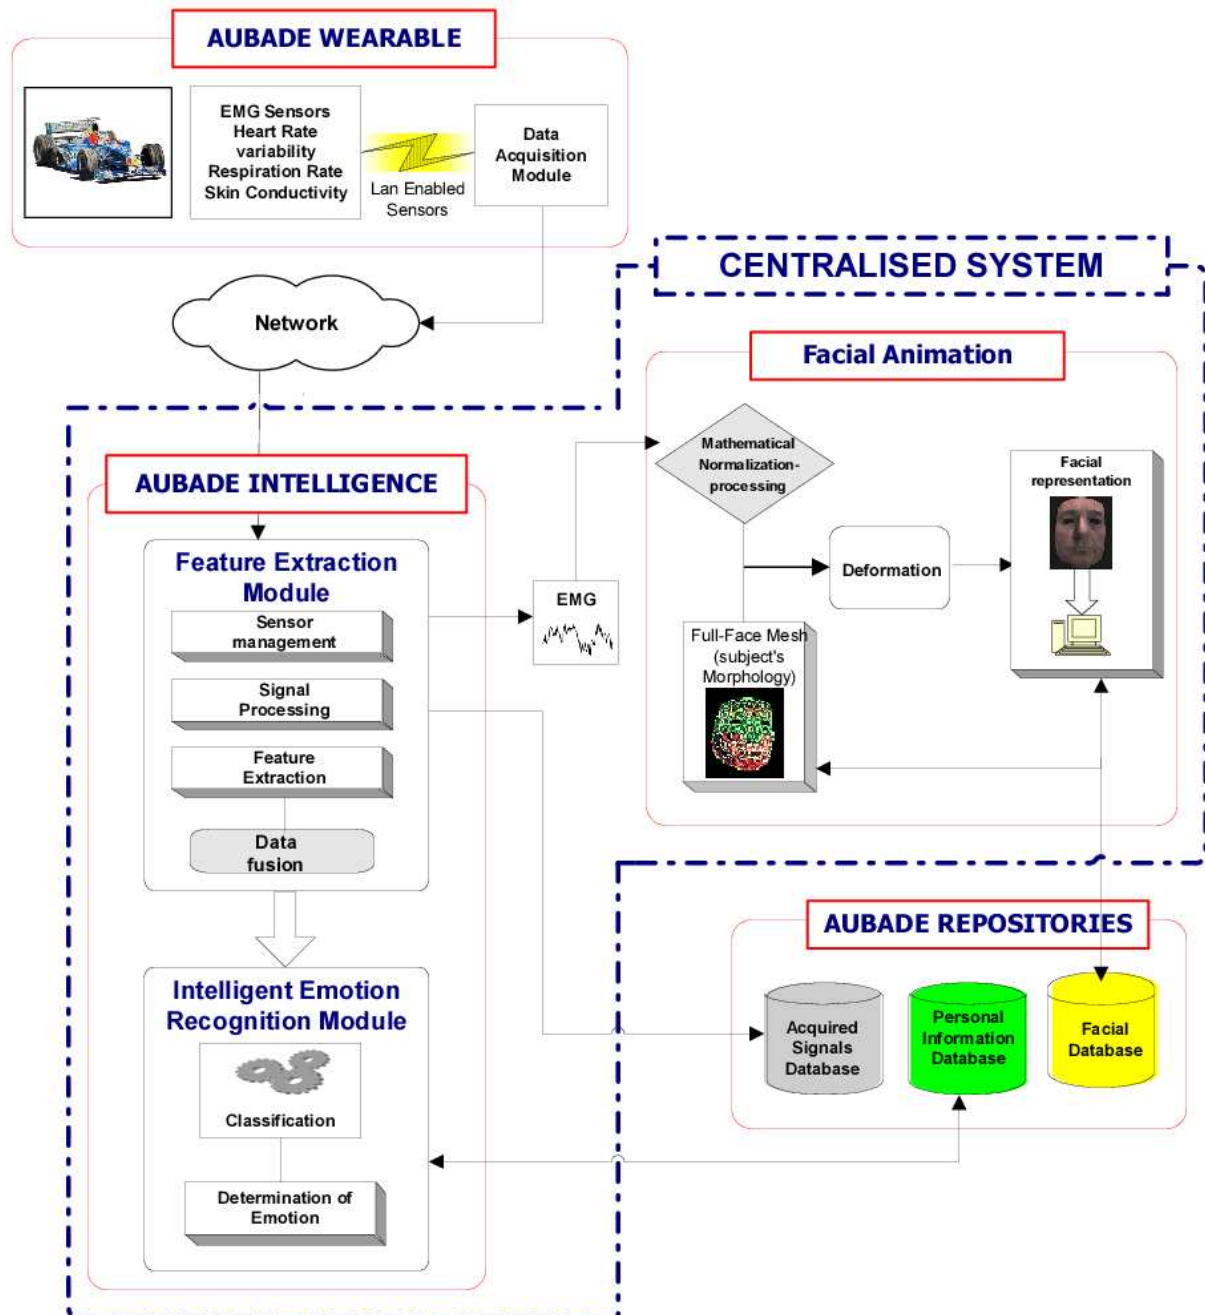 AUBADE WEARABLE
EMG Sensors
Heart Rate
variability
Respiration Rate
Skin Conductivity
Lan Enabled
Sensors
Data
Acquisition
Module
CENTRALISED SYSTEM
Network
Facial Animation
Mathematical
Normalization-
processing
Facial
representation
Deformation
Full-Face Mesh
(subject's
Morphology)
AUBADE INTELLIGENCE
Feature Extraction
Module
Sensor
management
Signal
Processing
Feature
Extraction
Data
fusion
EMG
Intelligent Emotion
Recognition Module
Classification
Determination of
Emotion
AUBADE REPOSITORIES
Acquired
Signals
Database
Personal
Information
Database
Facial
Database